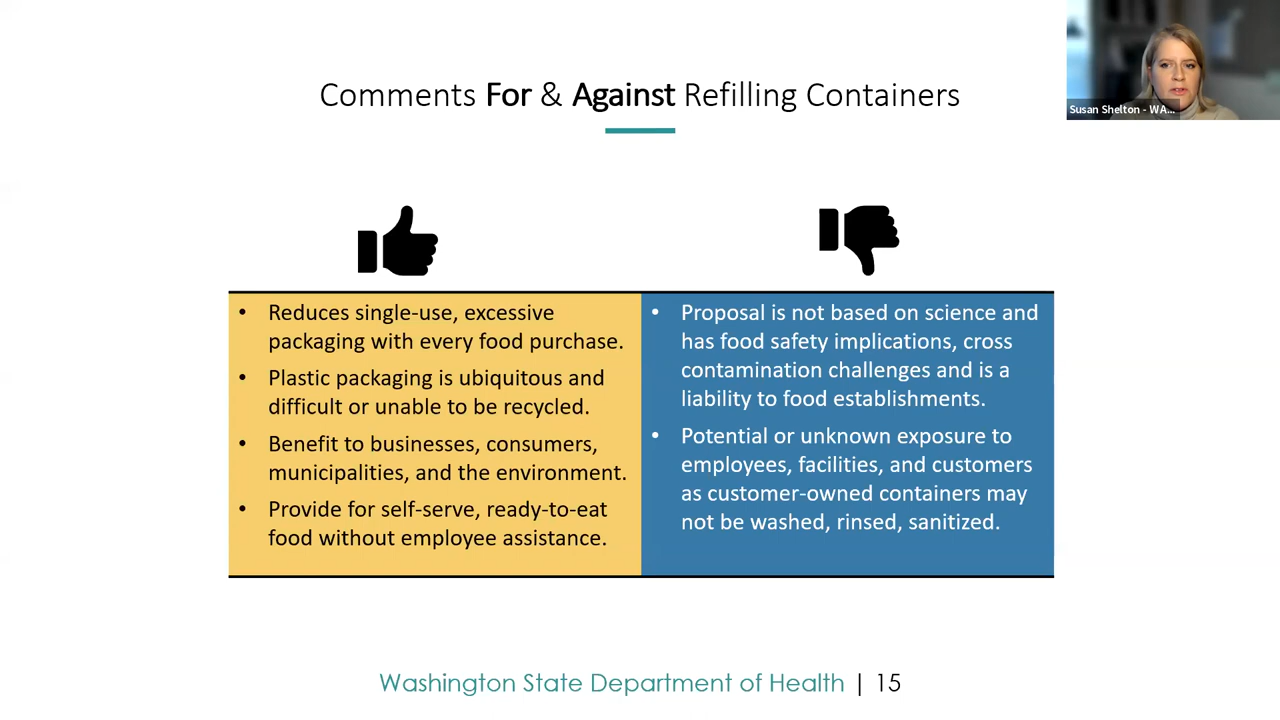 Comments For & Against Refilling Containers
Susan Shelton - WA...
• Reduces single-use, excessive
packaging with every food purchase.
• Plastic packaging is ubiquitous and
difficult or unable to be recycled.
• Benefit to businesses, consumers,
municipalities, and the environment.
• Provide for self-serve, ready-to-eat
food without employee assistance.
• Proposal is not based on science and
has food safety implications, cross
contamination challenges and is a
liability to food establishments.
• Potential or unknown exposure to
employees, facilities, and customers
as customer-owned containers may
not be washed, rinsed, sanitized.
Washington State Department of Health | 15